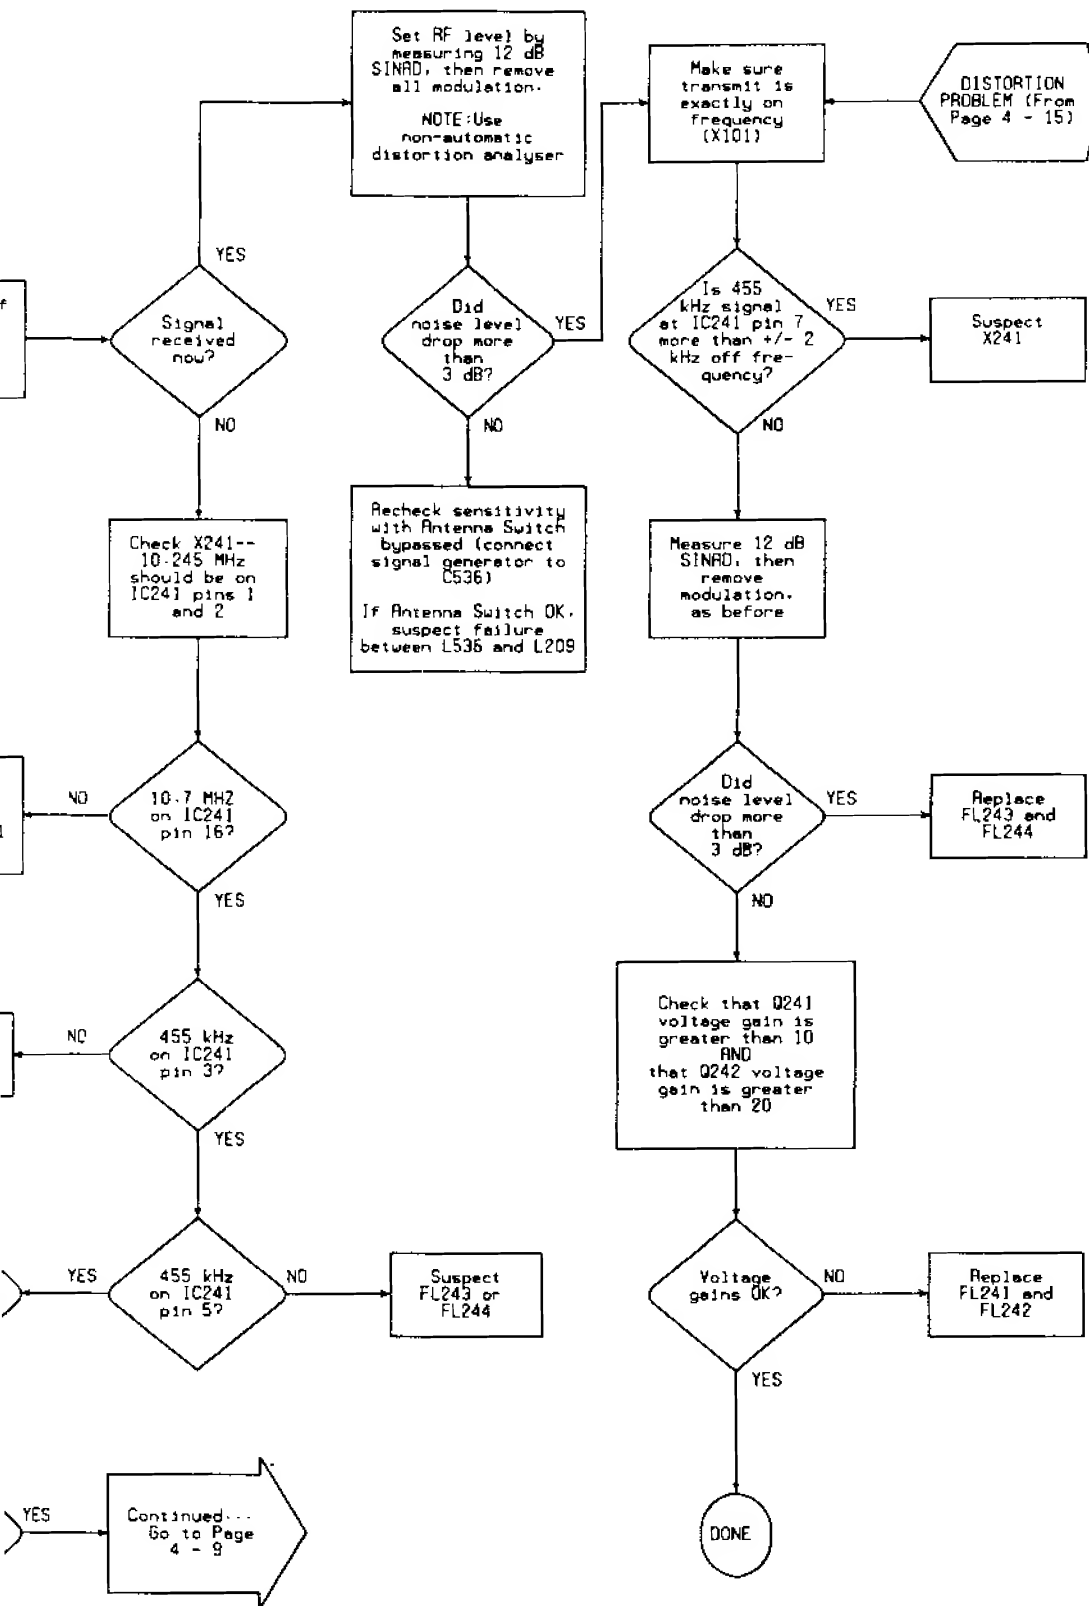 Set RF level by
measuring 12 dB
SINAD, then remove
all modulation.
NOTE:Use
non-automatic
distortion analyser
Make sure
transmit is
exactly on
frequency
(X101)
DISTORTION
PROBLEM (From
Page 4 - 15)
YES
f
Signal
received
now?
NO
Did
noise level
drop more
than
3 dB?
YES
NO
Is 455
kHz signal
at IC241 pin 7
more than +/- 2
kHz off fre-
quency?
YES
NO
Suspect
X241
Check X241--
10.245 MHz
should be on
IC241 pins 1
and 2
Recheck sensitivity
with Antenna Switch
bypassed (connect
signal generator to
C536)
If Antenna Switch OK,
suspect failure
between L536 and L209
Measure 12 dB
SINAD, then
remove
modulation,
as before
NO
10.7 MHZ
on IC241
pin 16?
YES
Did
noise level
drop more
than
3 dB?
YES
NO
Replace
FL243 and
FL244
NO
455 kHz
on IC241
pin 3?
YES
Check that Q241
voltage gain is
greater than 10
AND
that Q242 voltage
gain is greater
than 20
YES
455 kHz
on IC241
pin 5?
NO
Suspect
FL243 or
FL244
Voltage
gains OK?
NO
YES
Replace
FL241 and
FL242
YES
Continued...
Go to Page
4 - 9
DONE